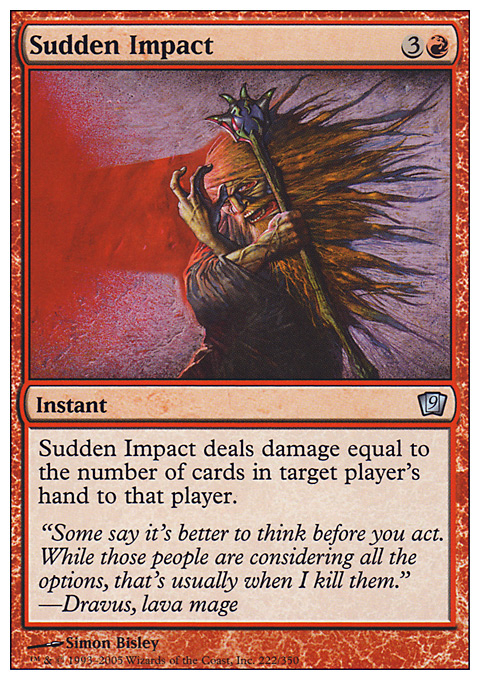 Sudden Impact 3
Instant 9
Sudden Impact deals damage equal to
the number of cards in target player's
hand to that player.
"Some say it's better to think before you act.
While those people are considering all the
options, that's usually when I kill them."
—Dravus, lava mage
Simon Bisley
™ & © 1993–2005 Wizards of the Coast, Inc. 222/350